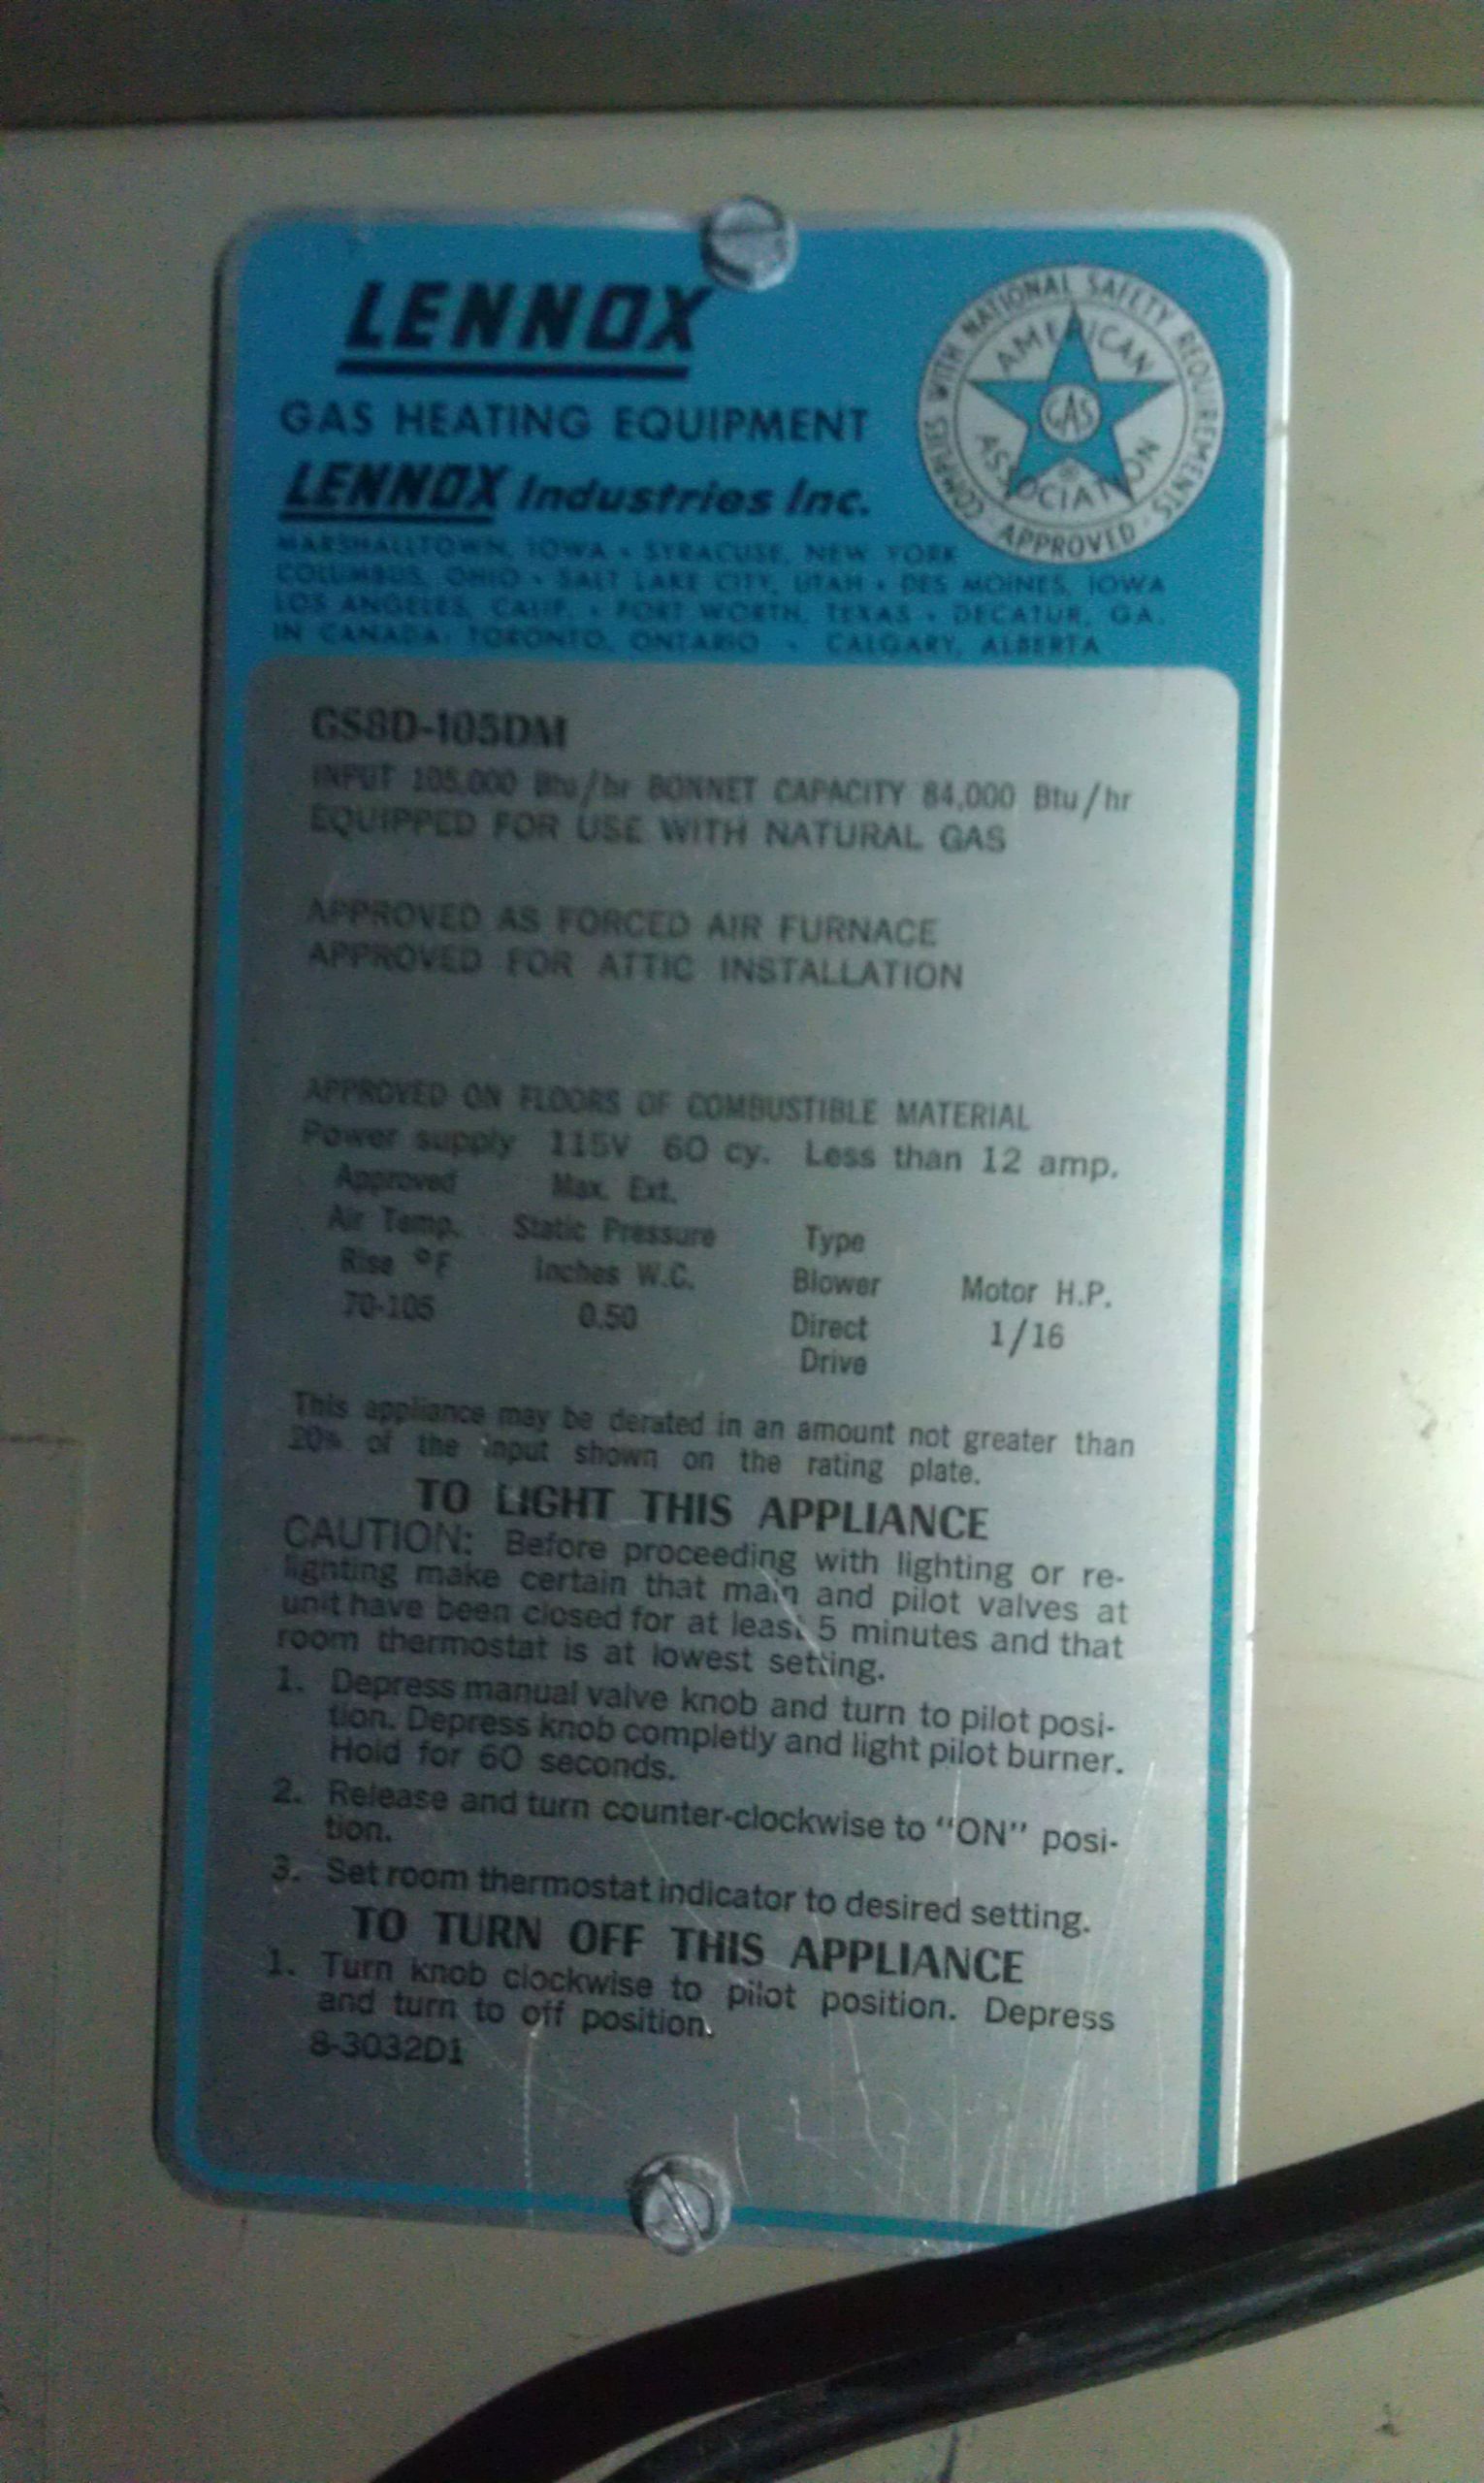 LENNOX
GAS HEATING EQUIPMENT
LENNOX Industries Inc.
MARSHALLTOWN, IOWA • SYRACUSE, NEW YORK
COLUMBUS, OHIO • SALT LAKE CITY, UTAH • DES MOINES, IOWA
LOS ANGELES, CALIF. • FORT WORTH, TEXAS • DECATUR, GA.
IN CANADA: TORONTO, ONTARIO • CALGARY, ALBERTA
COMPLIES WITH NATIONAL SAFETY REQUIREMENTS
APPROVED
AMERICAN
GAS
ASSOCIATION
GS8D-105DM
INPUT 105,000 Btu/hr BONNET CAPACITY 84,000 Btu/hr
EQUIPPED FOR USE WITH NATURAL GAS
APPROVED AS FORCED AIR FURNACE
APPROVED FOR ATTIC INSTALLATION
APPROVED ON FLOORS OF COMBUSTIBLE MATERIAL
Power supply 115V 60 cy. Less than 12 amp.
Approved Max. Ext.
Air Temp. Static Pressure Type
Rise °F Inches W.C. Blower Motor H.P.
70-105 0.50 Direct 1/16
Drive
This appliance may be derated in an amount not greater than
20% of the input shown on the rating plate.
TO LIGHT THIS APPLIANCE
CAUTION: Before proceeding with lighting or re-
lighting make certain that main and pilot valves at
unit have been closed for at least 5 minutes and that
room thermostat is at lowest setting.
1. Depress manual valve knob and turn to pilot posi-
tion. Depress knob completly and light pilot burner.
Hold for 60 seconds.
2. Release and turn counter-clockwise to "ON" posi-
tion.
3. Set room thermostat indicator to desired setting.
TO TURN OFF THIS APPLIANCE
1. Turn knob clockwise to pilot position. Depress
and turn to off position.
8-3032D1